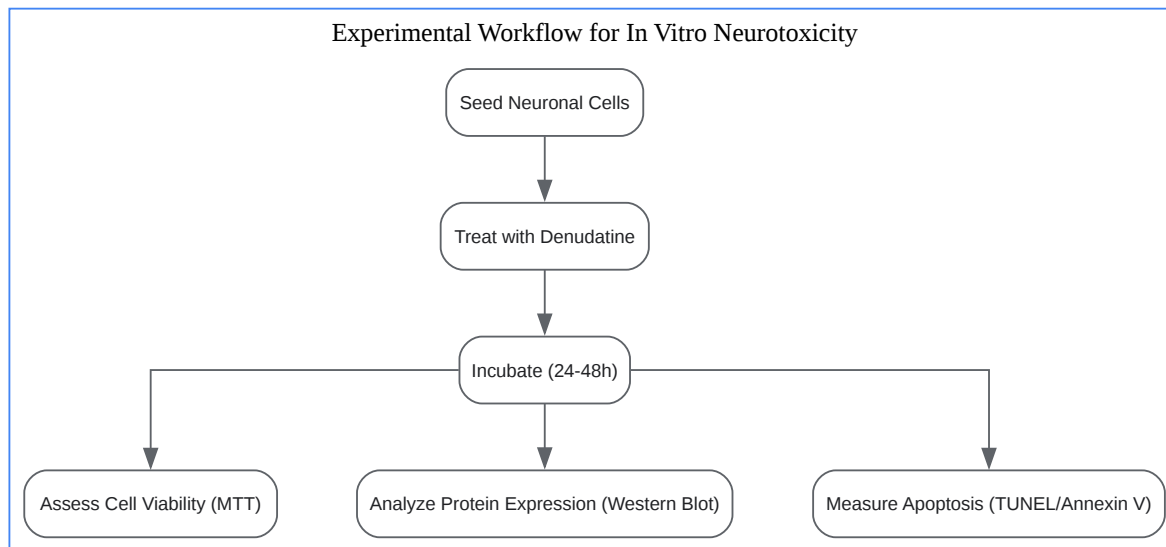 Experimental Workflow for In Vitro Neurotoxicity
Seed Neuronal Cells
Treat with Denudatine
Incubate (24-48h)
Assess Cell Viability (MTT)
Analyze Protein Expression (Western Blot)
Measure Apoptosis (TUNEL/Annexin V)